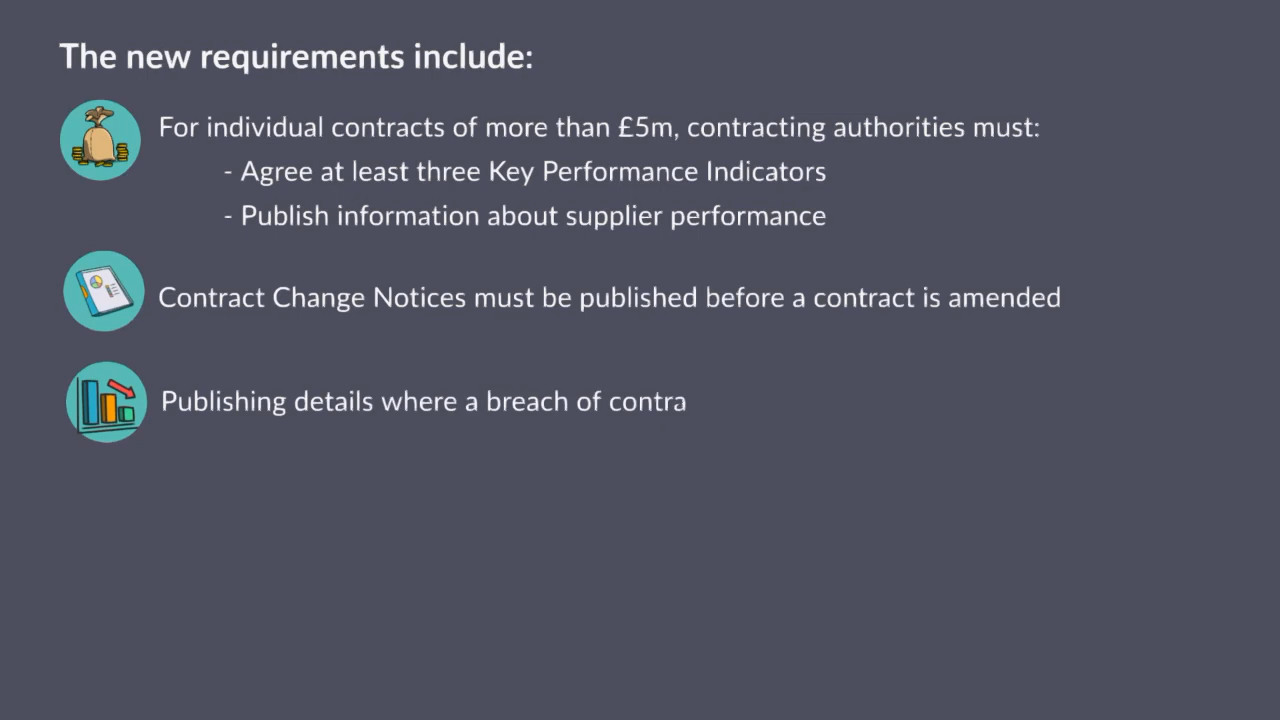 The new requirements include:
For individual contracts of more than £5m, contracting authorities must:
- Agree at least three Key Performance Indicators
- Publish information about supplier performance
Contract Change Notices must be published before a contract is amended
Publishing details where a breach of contra